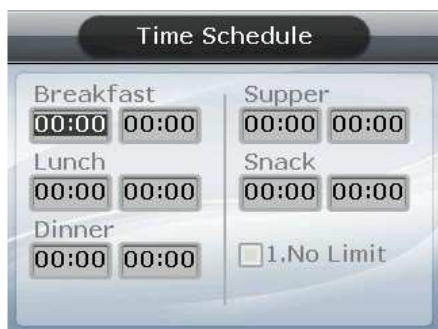 Time Schedule
Breakfast
00:00 00:00
Lunch
00:00 00:00
Dinner
00:00 00:00
Supper
00:00 00:00
Snack
00:00 00:00
1.No Limit